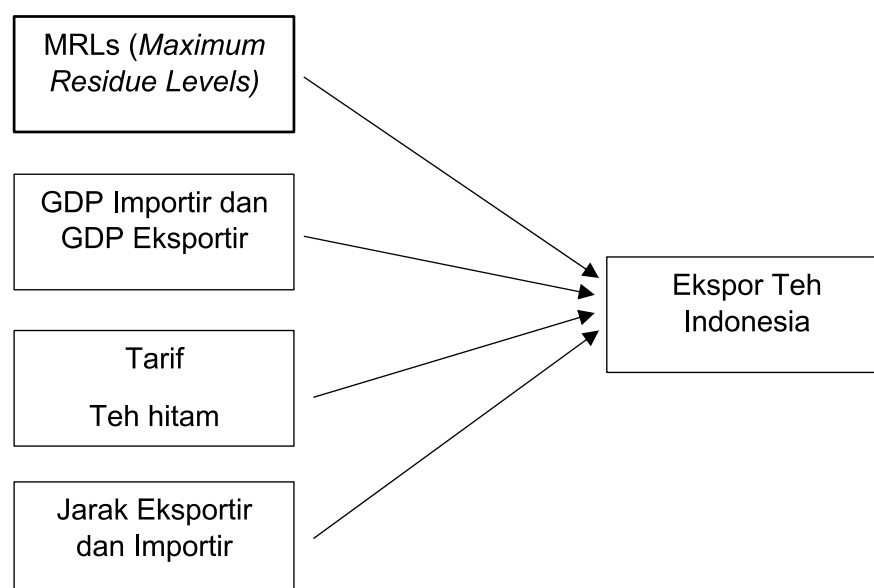 MRLs (Maximum
Residue Levels)
GDP Importir dan
GDP Eksportir
Tarif
Teh hitam
Jarak Eksportir
dan Importir
Ekspor Teh
Indonesia